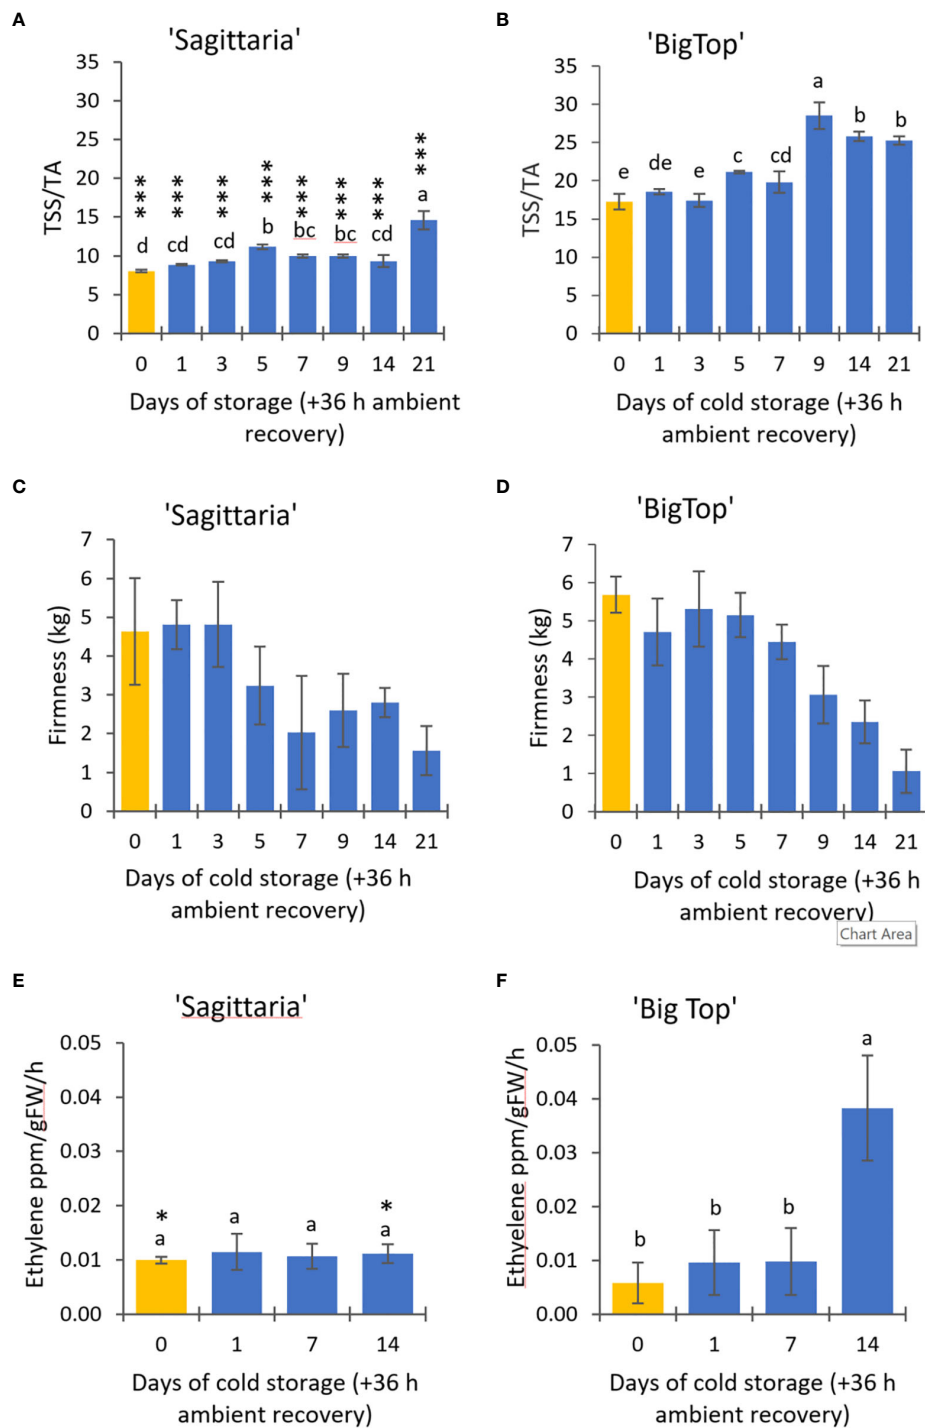 A
'Sagittaria'
TSS/TA
35
30
25
20
15
10
5
0
*** *** *** *** *** *** *** ***
d cd cd b bc bc cd a
0 1 3 5 7 9 14 21
Days of storage (+36 h ambient
recovery)
B
'BigTop'
TSS/TA
35
30
25
20
15
10
5
0
e de e c cd a b b
0 1 3 5 7 9 14 21
Days of cold storage (+36 h
ambient recovery)
C
'Sagittaria'
Firmness (kg)
7
6
5
4
3
2
1
0
0 1 3 5 7 9 14 21
Days of cold storage (+36 h
ambient recovery)
D
'BigTop'
Firmness (kg)
7
6
5
4
3
2
1
0
0 1 3 5 7 9 14 21
Days of cold storage (+36 h
ambient recovery)
Chart Area
E
'Sagittaria'
Ethylene ppm/gFW/h
0.05
0.04
0.03
0.02
0.01
0.00
* *
a a a a
0 1 7 14
Days of cold storage (+36 h
ambient recovery)
F
'Big Top'
Ethyelene ppm/gFW/h
0.05
0.04
0.03
0.02
0.01
0.00
b b b a
0 1 7 14
Days of cold storage (+36 h
ambient recovery)